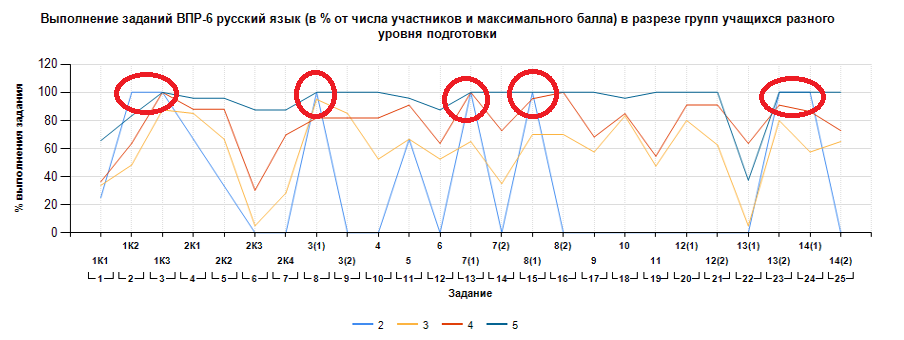 Выполнение заданий ВПР-6 русский язык (в % от числа участников и максимального балла) в разрезе групп учащихся разного
уровня подготовки
% выполнения задания
120
100
80
60
40
20
0
1К2 2К1 2К3 3(1) 4 6 7(2) 8(2) 10 12(1) 13(1) 14(1)
1К1 1К3 2К2 2К4 3(2) 5 7(1) 8(1) 9 11 12(2) 13(2) 14(2)
1 2 3 4 5 6 7 8 9 10 11 12 13 14 15 16 17 18 19 20 21 22 23 24 25
Задание
2 3 4 5